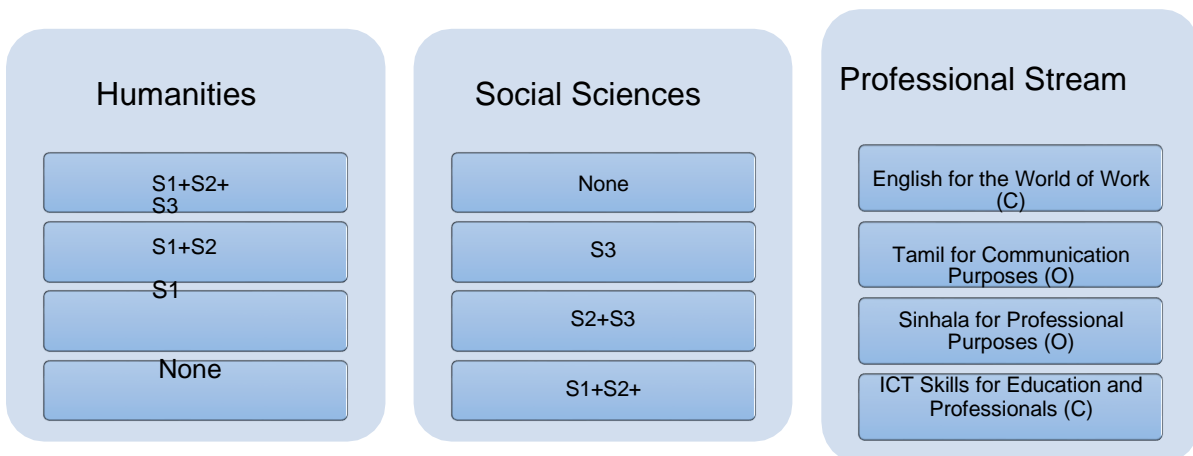 Humanities
S1+S2+
S3
S1+S2
S1
None
Social Sciences
None
S3
S2+S3
S1+S2+
Professional Stream
English for the World of Work
(C)
Tamil for Communication
Purposes (O)
Sinhala for Professional
Purposes (O)
ICT Skills for Education and
Professionals (C)